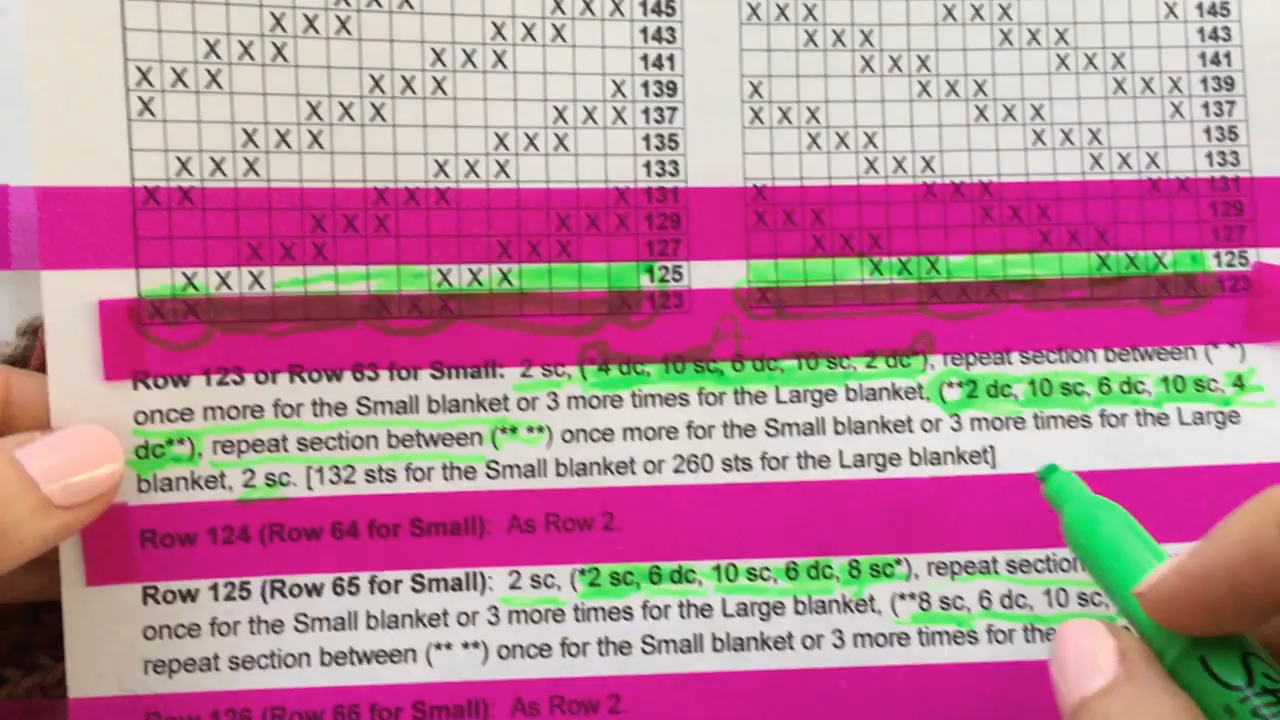 X X X X X X 145 X X X X X X X 145
X X X X X X 143 X X X X X X 143
X X X X X X 141 X X X X X X 141
X X X X X X X 139 X X X X X X X 139
X X X X X X X 137 X X X X X X X 137
X X X X X X 135 X X X X X X 135
X X X X X X 133 X X X X X X 133
X X X X X X 131 X X X X X X 131
X X X X X X 129 X X X X X X 129
X X X X X X 127 X X X X X X 127
X X X X X X 125 X X X X X X 125
X X X X X X 123 X X X X X X 123
Row 123 or Row 63 for Small: 2 sc, (*4 dc, 10 sc, 6 dc, 10 sc, 2 dc*), repeat section between (* *)
once more for the Small blanket or 3 more times for the Large blanket, (**2 dc, 10 sc, 6 dc, 10 sc, 4
dc**), repeat section between (** **) once more for the Small blanket or 3 more times for the Large
blanket, 2 sc. [132 sts for the Small blanket or 260 sts for the Large blanket]
Row 124 (Row 64 for Small): As Row 2.
Row 125 (Row 65 for Small): 2 sc, (*2 sc, 6 dc, 10 sc, 6 dc, 8 sc*), repeat section
once for the Small blanket or 3 more times for the Large blanket, (**8 sc, 6 dc, 10 sc,
repeat section between (** **) once for the Small blanket or 3 more times for the
Row 126 (Row 66 for Small): As Row 2.